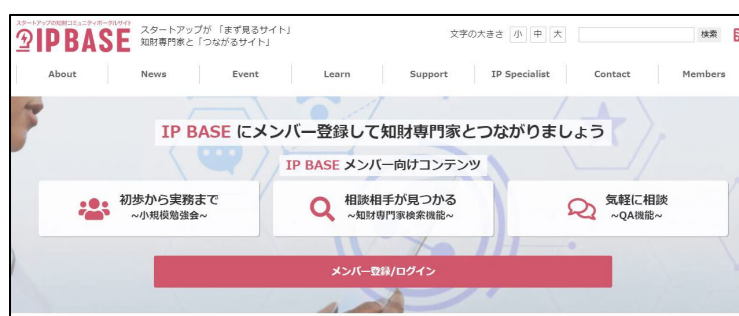 スタートアップの知財コミュニティポータルサイト
IP BASE
スタートアップが「まず見るサイト」
知財専門家と「つながるサイト」
文字の大きさ 小 中 大
検索
About News Event Learn Support IP Specialist Contact Members
IP BASE にメンバー登録して知財専門家とつながりましょう
IP BASE メンバー向けコンテンツ
初歩から実務まで
~小規模勉強会~
相談相手が見つかる
~知財専門家検索機能~
気軽に相談
~QA機能~
メンバー登録/ログイン